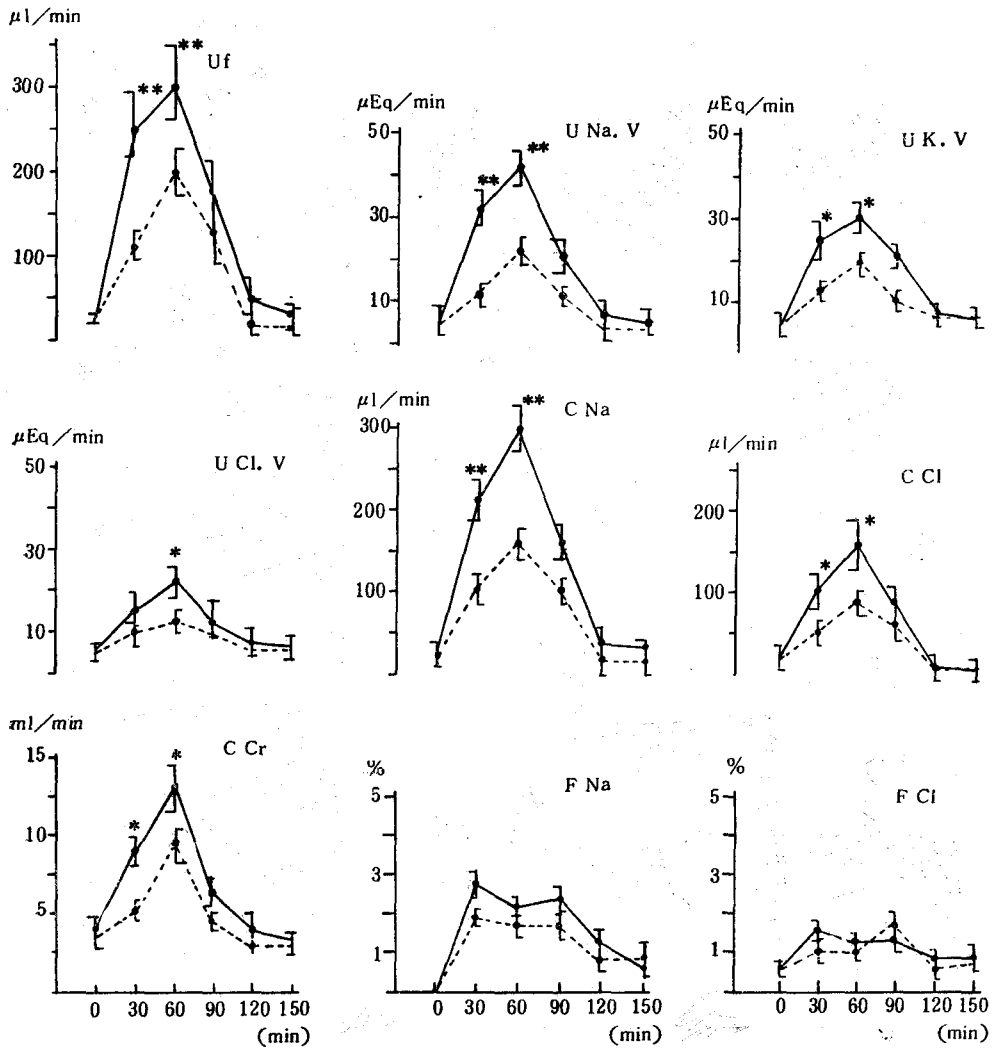 μl/min
Uf
**
**
300
200
100
μEq/min
U Na. V
50
**
**
30
10
μEq/min
U K. V
50
*
*
30
10
μEq/min
U Cl. V
50
30
*
10
μl/min
C Na
300
**
**
200
100
μl/min
C Cl
200
*
*
100
ml/min
C Cr
15
*
*
10
5
0 30 60 90 120 150
(min)
%
F Na
5
3
1
0 30 60 90 120 150
(min)
%
F Cl
5
3
1
0 30 60 90 120 150
(min)